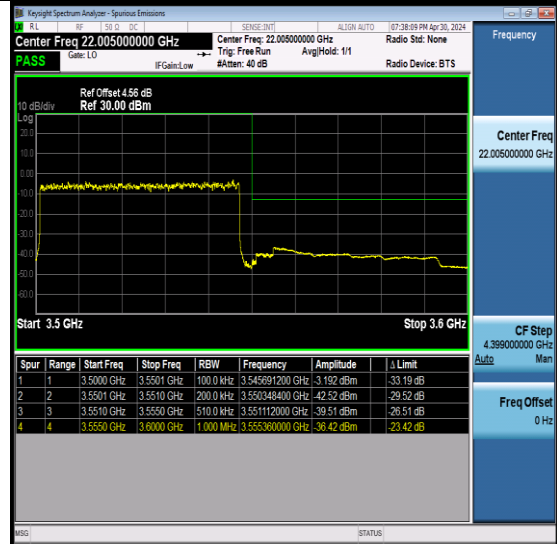 Keysight Spectrum Analyzer - Spurious Emissions
RL RF 50 Ω DC SENSE:INT ALIGN AUTO 07:38:09 PM Apr 30, 2024
Center Freq 22.005000000 GHz Center Freq: 22.005000000 GHz Radio Std: None
Trig: Free Run Avg|Hold: 1/1
PASS Gate: LO IFGain:Low #Atten: 40 dB Radio Device: BTS
Frequency
Ref Offset 4.56 dB
10 dB/div Ref 30.00 dBm
Log
20.0
10.0
0.00
-10.0
-20.0
-30.0
-40.0
-50.0
-60.0
Start 3.5 GHz Stop 3.6 GHz
Center Freq
22.005000000 GHz
CF Step
4.399000000 GHz
Auto Man
Freq Offset
0 Hz
Spur Range Start Freq Stop Freq RBW Frequency Amplitude Δ Limit
1 1 3.5000 GHz 3.5501 GHz 100.0 kHz 3.545691200 GHz -3.192 dBm -33.19 dB
2 2 3.5501 GHz 3.5510 GHz 200.0 kHz 3.550348400 GHz -42.52 dBm -29.52 dB
3 3 3.5510 GHz 3.5550 GHz 510.0 kHz 3.551112000 GHz -39.51 dBm -26.51 dB
4 4 3.5550 GHz 3.6000 GHz 1.000 MHz 3.555360000 GHz -36.42 dBm -23.42 dB
MSG STATUS